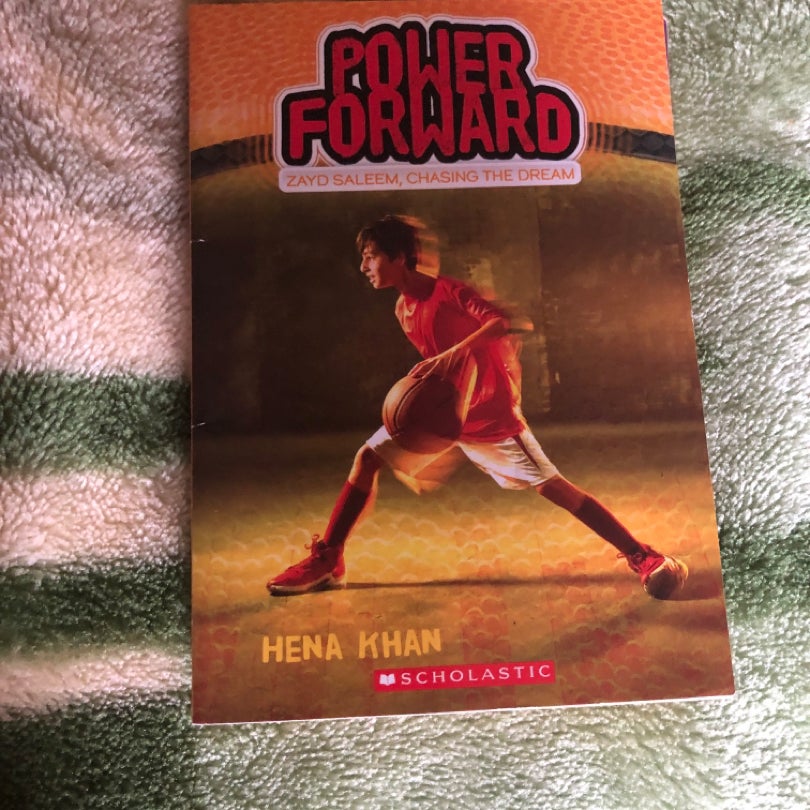 POWER
FORWARD
ZAYD SALEEM, CHASING THE DREAM
HENA KHAN
SCHOLASTIC